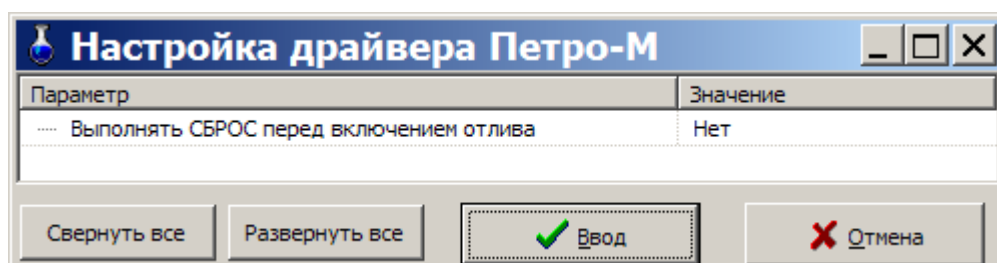 Настройка драйвера Петро-М
Параметр Значение
Выполнять СБРОС перед включением отлива Нет
Свернуть все Развернуть все Ввод Отмена